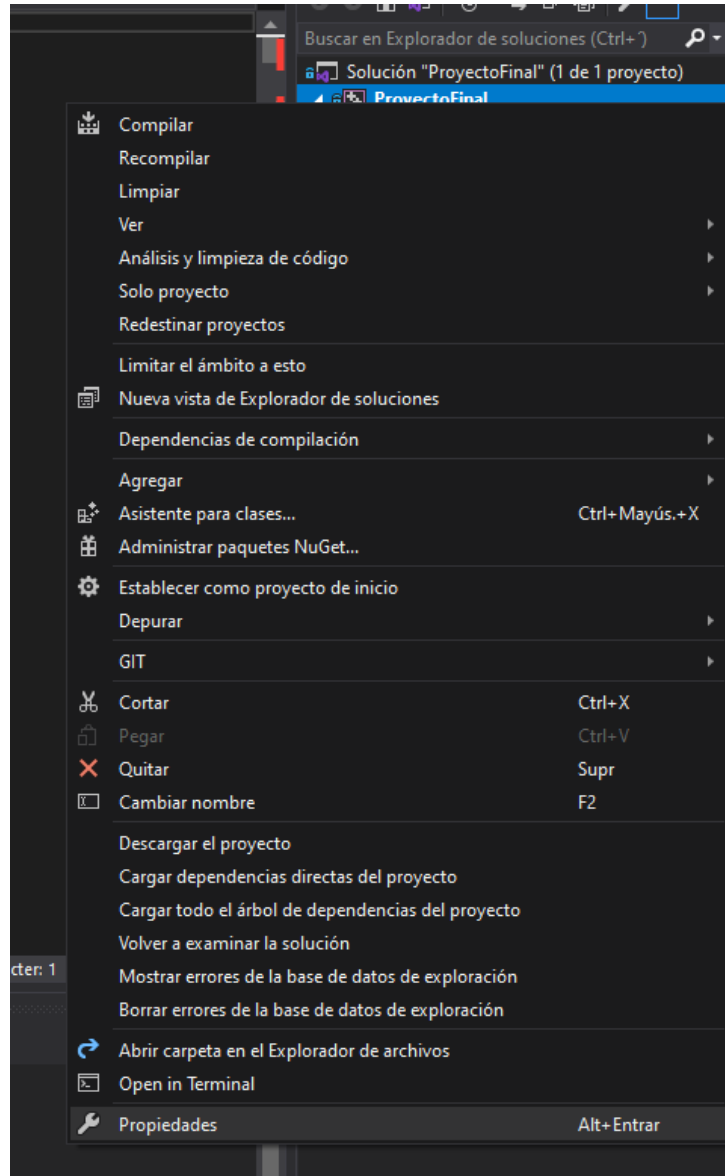 Buscar en Explorador de soluciones (Ctrl+´)
Solución "ProyectoFinal" (1 de 1 proyecto)
ProyectoFinal
Compilar
Recompilar
Limpiar
Ver
Análisis y limpieza de código
Solo proyecto
Redestinar proyectos
Limitar el ámbito a esto
Nueva vista de Explorador de soluciones
Dependencias de compilación
Agregar
Asistente para clases... Ctrl+Mayús.+X
Administrar paquetes NuGet...
Establecer como proyecto de inicio
Depurar
GIT
Cortar Ctrl+X
Pegar Ctrl+V
Quitar Supr
Cambiar nombre F2
Descargar el proyecto
Cargar dependencias directas del proyecto
Cargar todo el árbol de dependencias del proyecto
Volver a examinar la solución
cter: 1
Mostrar errores de la base de datos de exploración
Borrar errores de la base de datos de exploración
Abrir carpeta en el Explorador de archivos
Open in Terminal
Propiedades Alt+Entrar